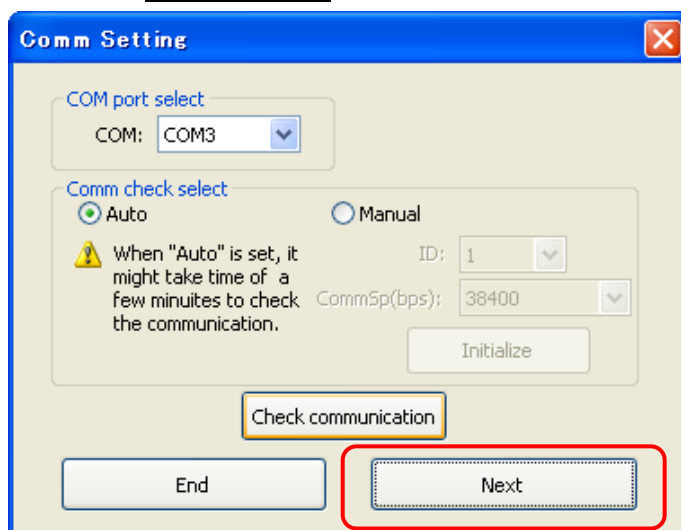 Comm Setting
COM port select
COM: COM3
Comm check select
Auto
Manual
When "Auto" is set, it
might take time of a
few minuites to check
the communication.
ID: 1
CommSp(bps): 38400
Initialize
Check communication
End
Next